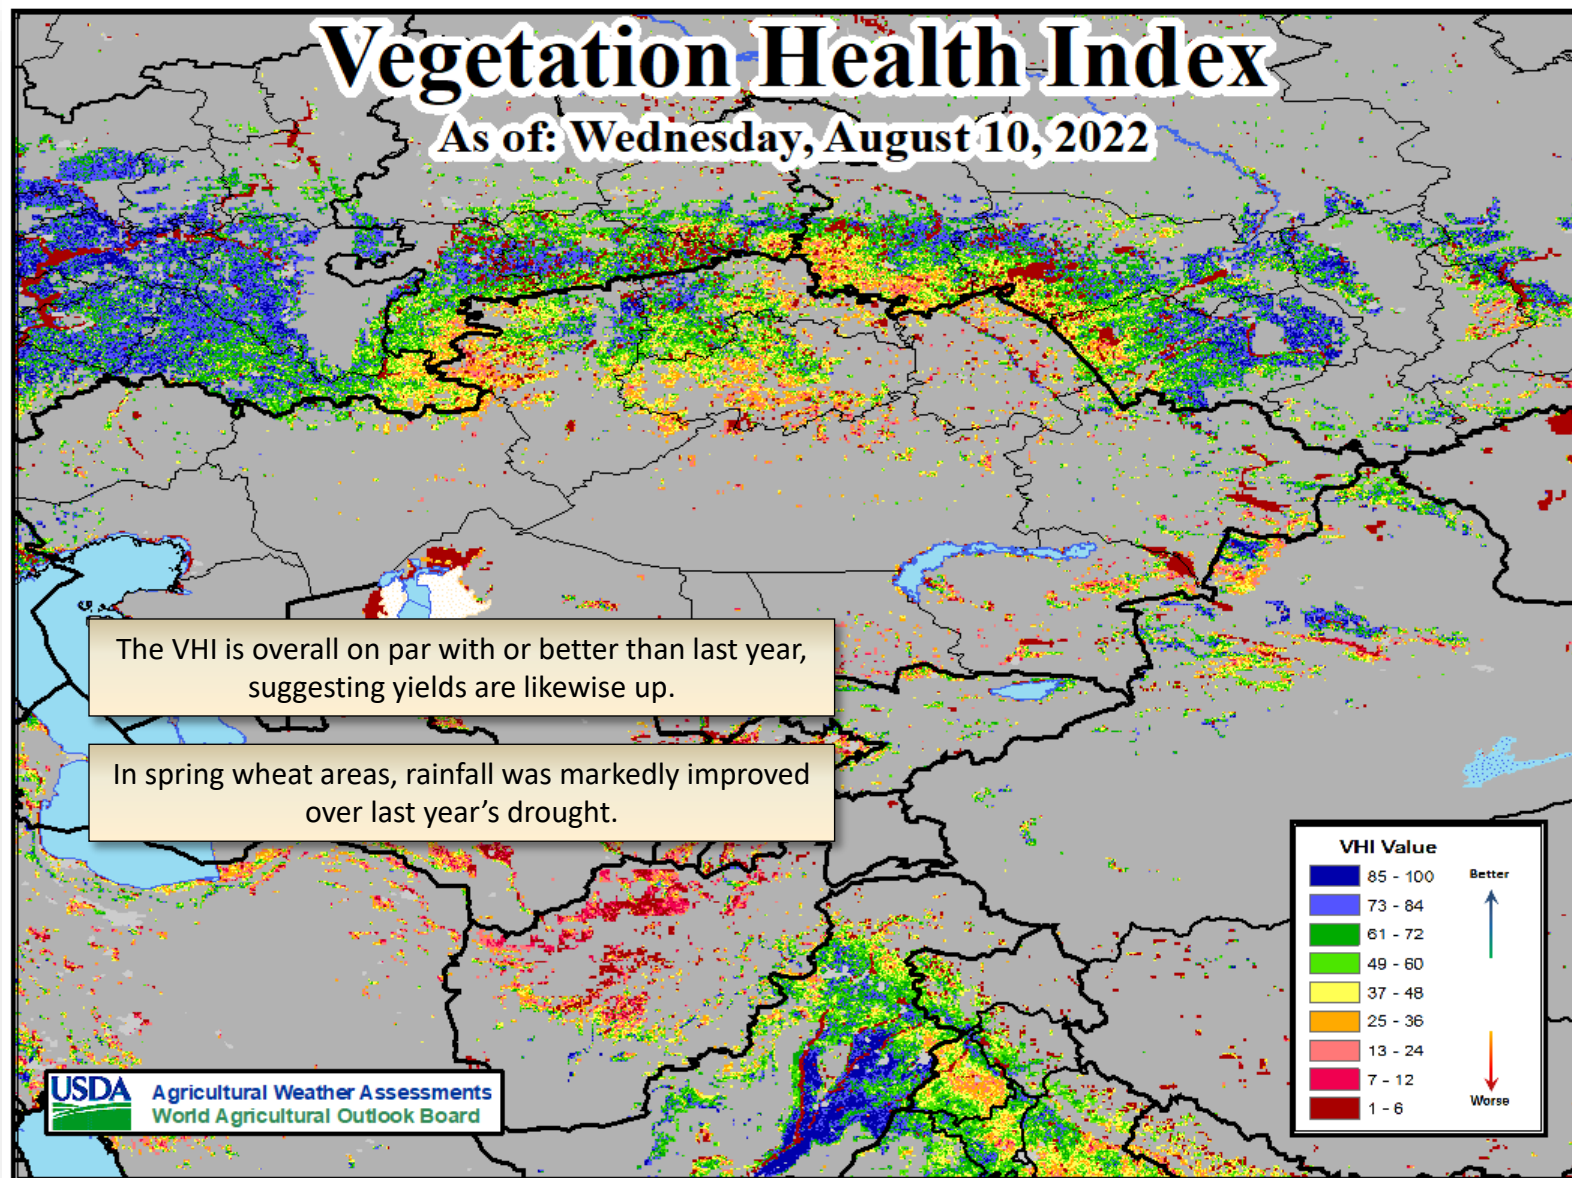 Vegetation Health Index
As of: Wednesday, August 10, 2022
The VHI is overall on par with or better than last year,
suggesting yields are likewise up.
In spring wheat areas, rainfall was markedly improved
over last year’s drought.
VHI Value
85 - 100
Better
73 - 84
61 - 72
49 - 60
37 - 48
25 - 36
13 - 24
7 - 12
1 - 6
Worse
USDA
Agricultural Weather Assessments
World Agricultural Outlook Board